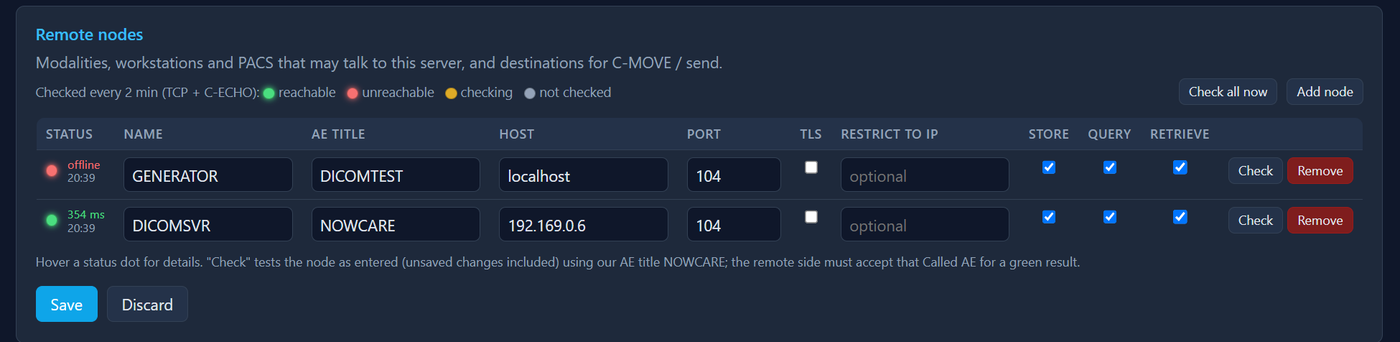 Remote nodes
Modalities, workstations and PACS that may talk to this server, and destinations for C-MOVE / send.
Checked every 2 min (TCP + C-ECHO): reachable unreachable checking not checked Check all now Add node
STATUS NAME AE TITLE HOST PORT TLS RESTRICT TO IP STORE QUERY RETRIEVE
offline
20:39 GENERATOR DICOMTEST localhost 104 optional Check Remove
354 ms
20:39 DICOMSVR NOWCARE 192.169.0.6 104 optional Check Remove
Hover a status dot for details. "Check" tests the node as entered (unsaved changes included) using our AE title NOWCARE; the remote side must accept that Called AE for a green result.
Save Discard